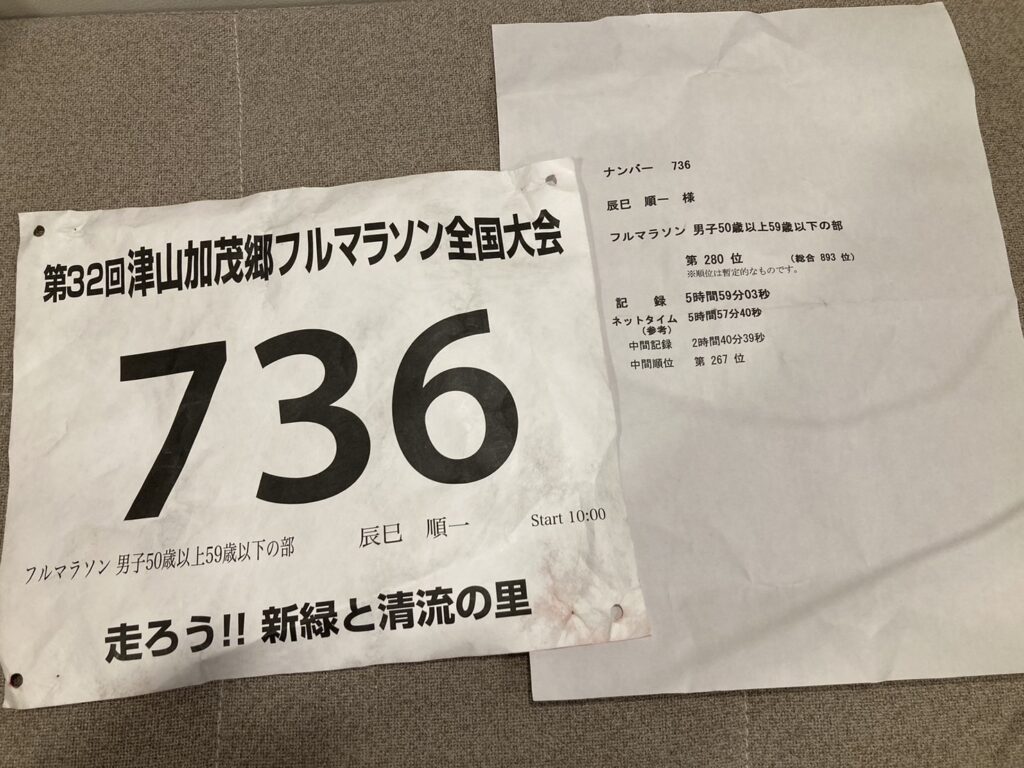 第32回津山加茂郷フルマラソン全国大会
736
フルマラソン 男子50歳以上59歳以下の部
辰巳 順一
Start 10:00
走ろう!! 新緑と清流の里
ナンバー 736
辰巳 順一 様
フルマラソン 男子50歳以上59歳以下の部
第 280 位 (総合 893 位)
※順位は暫定的なものです。
記 録 5時間59分03秒
ネットタイム 5時間57分40秒
(参考)
中間記録 2時間40分39秒
中間順位 第 267 位